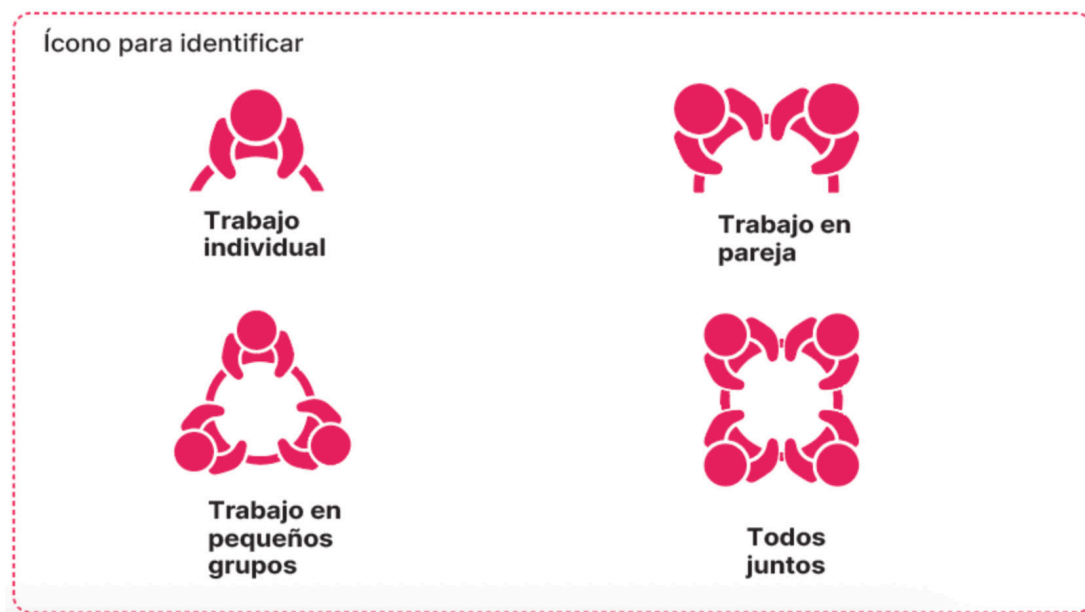 Ícono para identificar
Trabajo
individual
Trabajo en
pareja
Trabajo en
pequeños
grupos
Todos
juntos